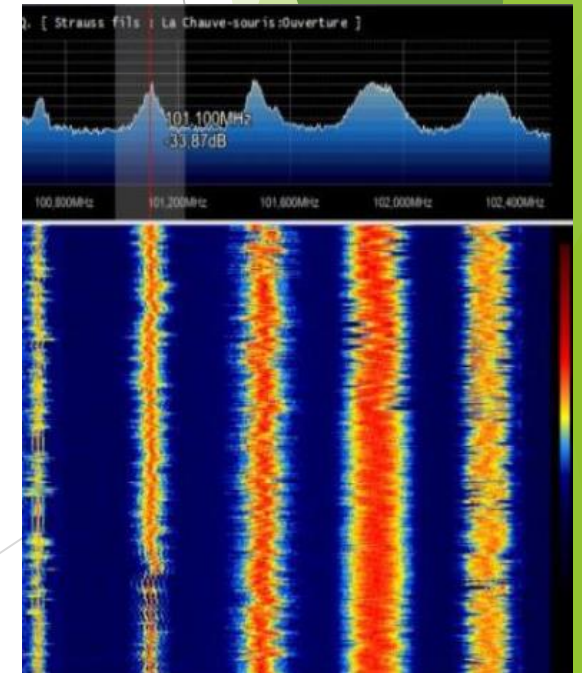 Q. [ Strauss fils : La Chauve-souris:Ouverture ]
101,100MHz
-33,87dB
100,800MHz 101,200MHz 101,600MHz 102,000MHz 102,400MHz